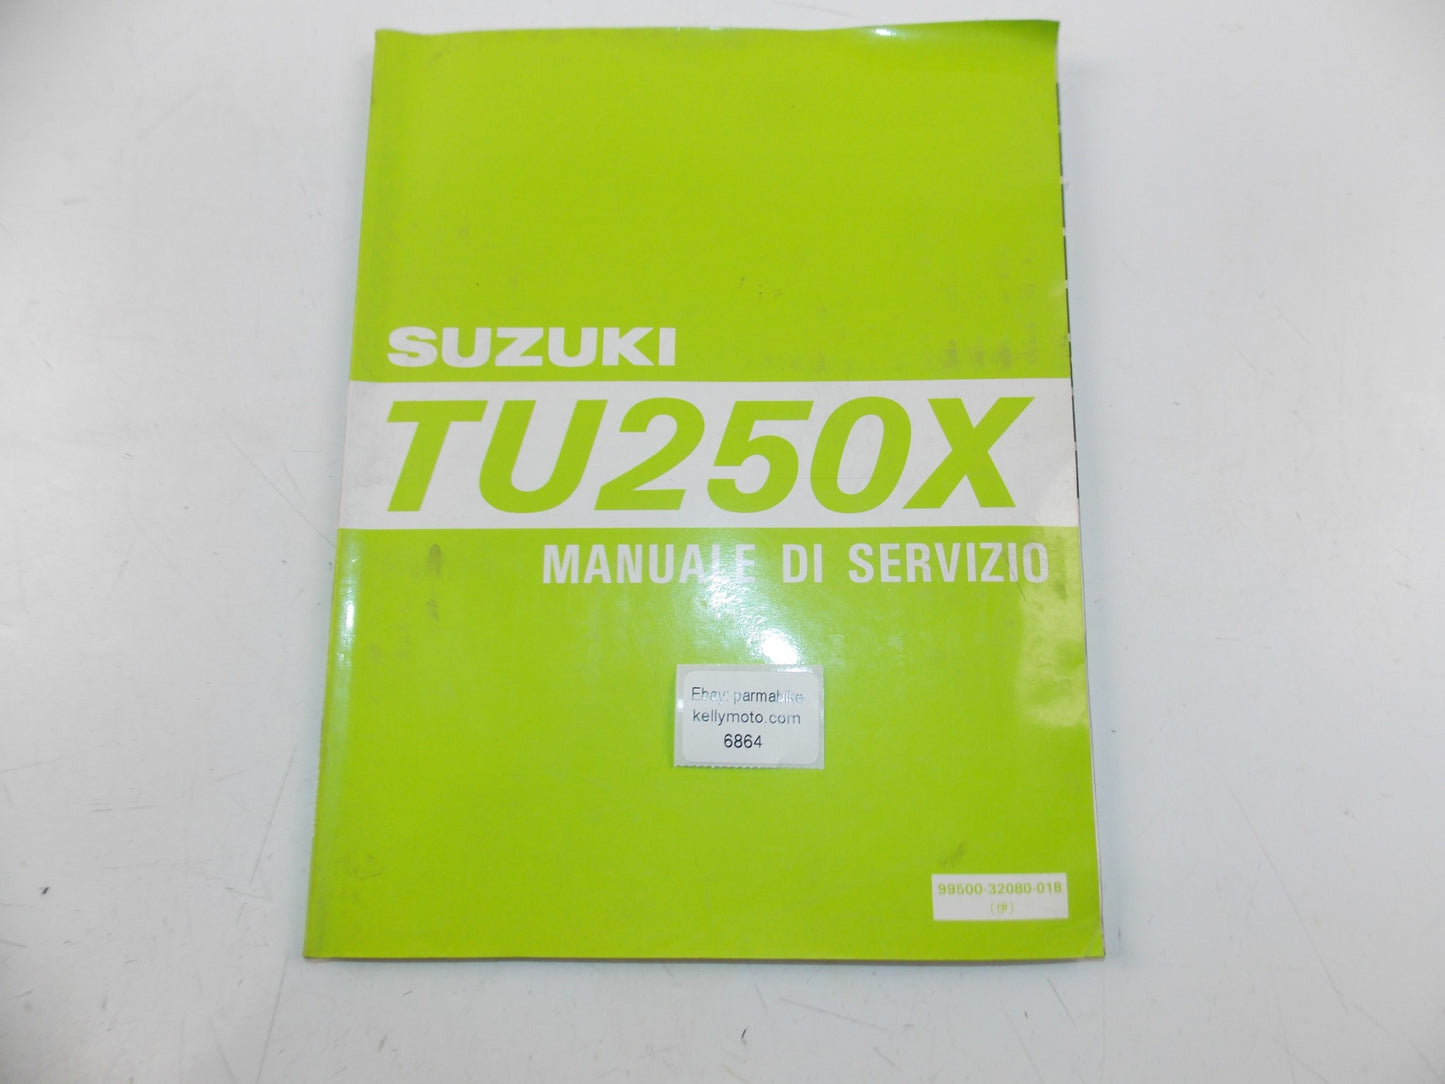 SUZUKI
TU250X
MANUALE DI SERVIZIO
Ebay: parmabike
kellymoto.com
6864
99500-32080-01B
(伊)